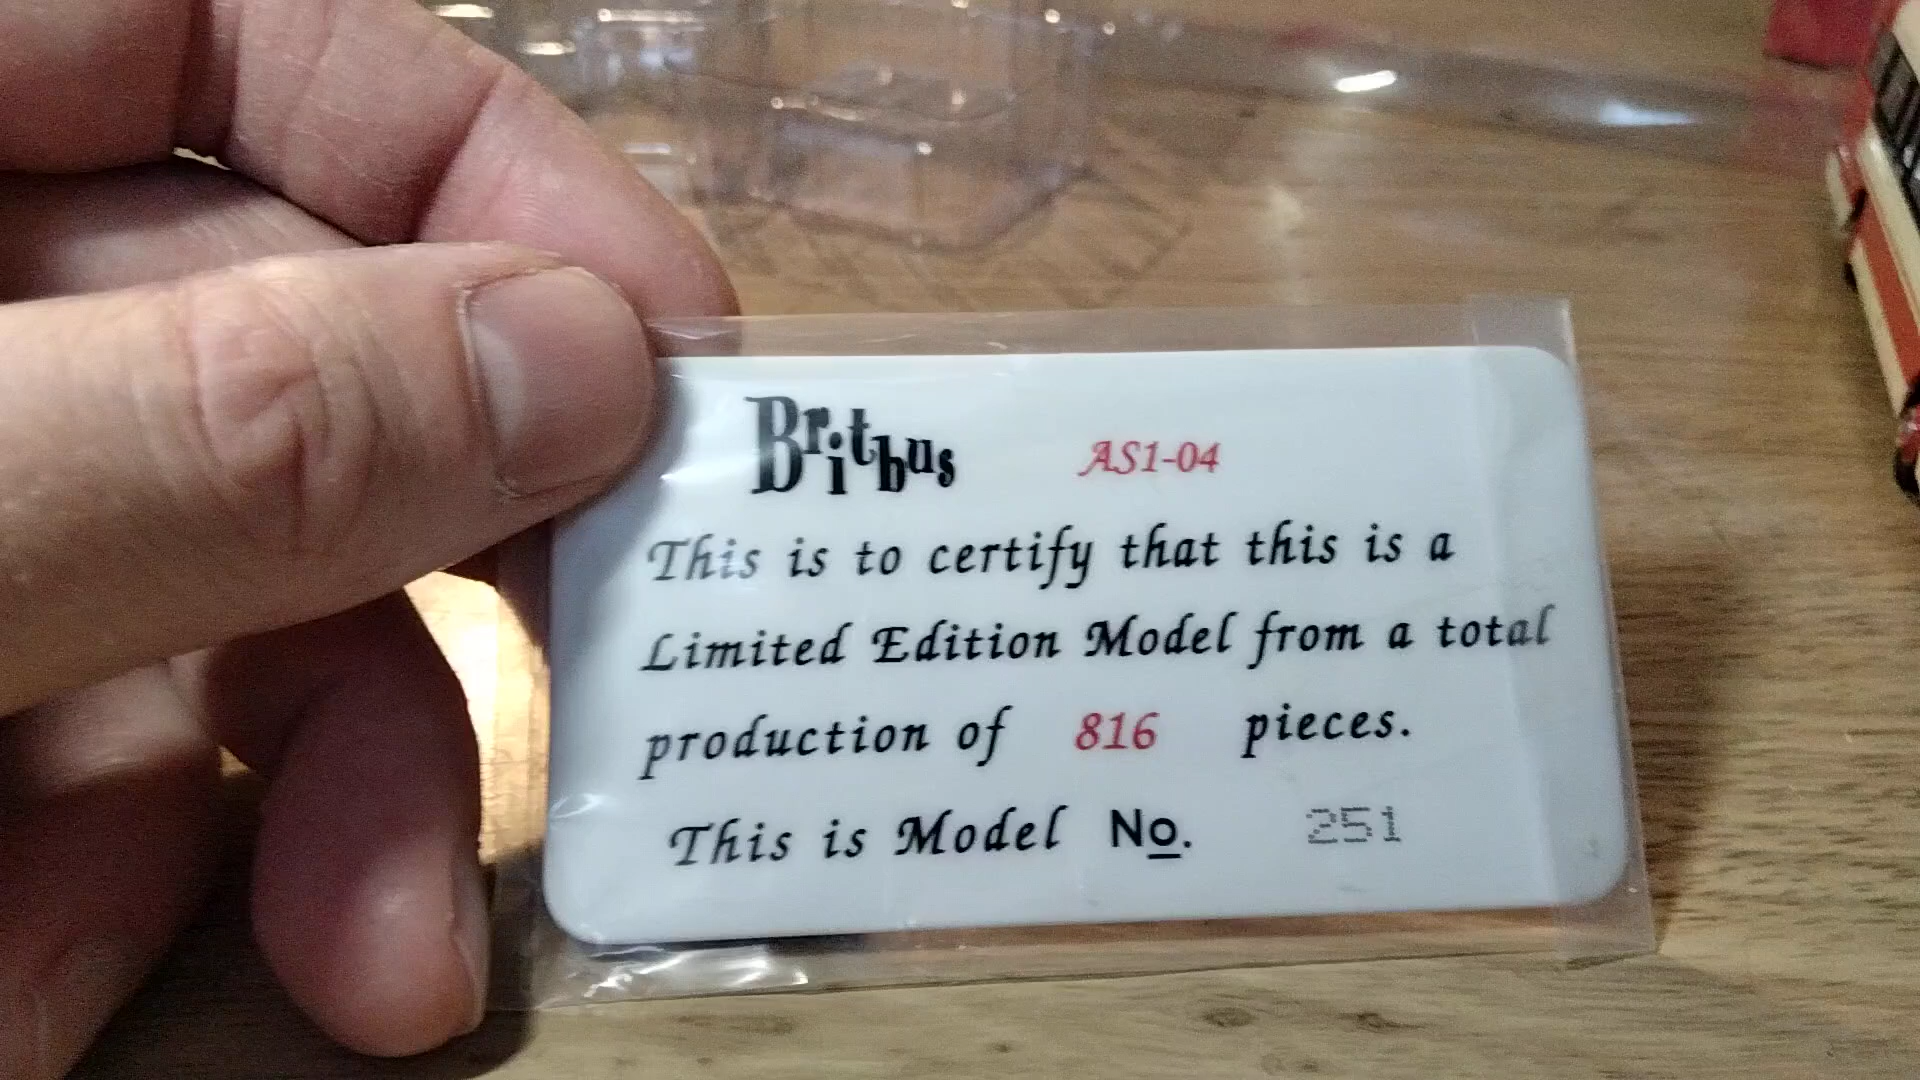 Britbus AS1-04
This is to certify that this is a
Limited Edition Model from a total
production of 816 pieces.
This is Model No. 251